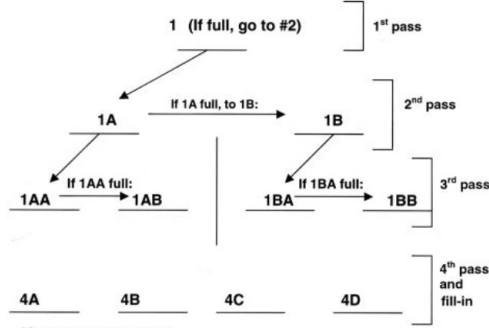 1 (If full, go to #2)
1st pass
1A
If 1A full, to 1B:
1B
2nd pass
1AA
If 1AA full:
1AB
1BA
If 1BA full:
1BB
3rd pass
4th pass
and
fill-in
4A
4B
4C
4D